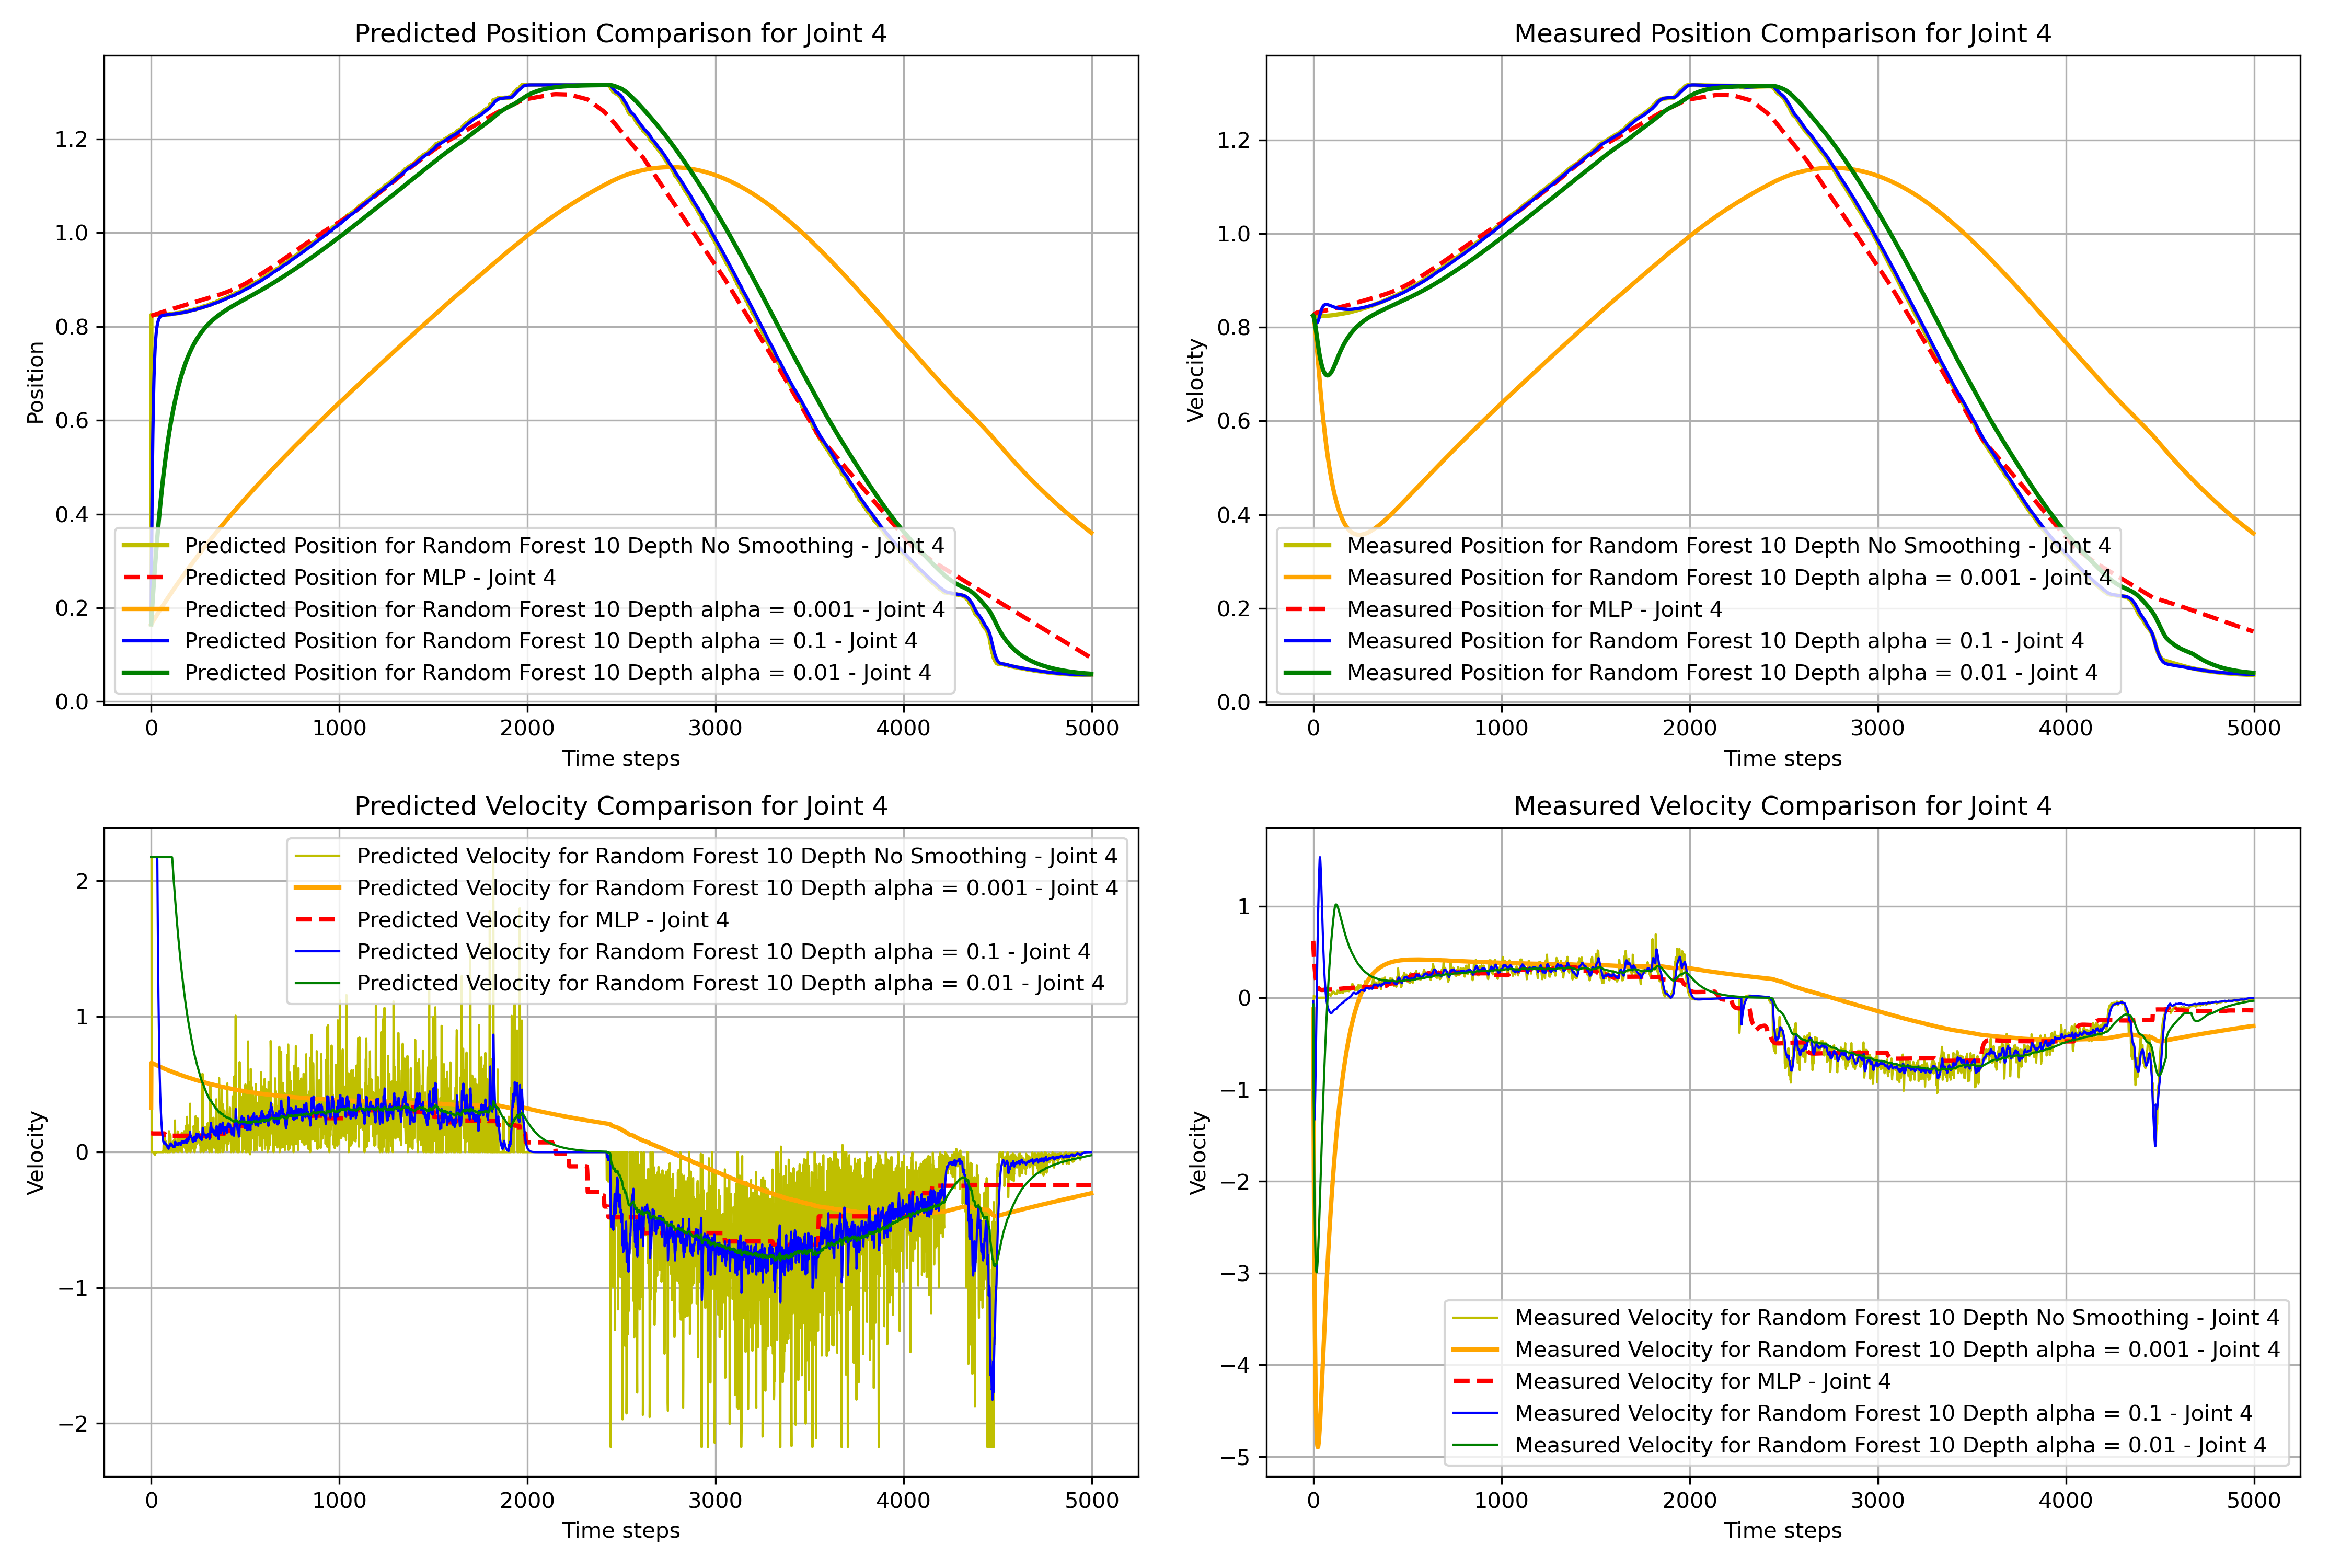 Predicted Position Comparison for Joint 4
Position
1.2
1.0
0.8
0.6
0.4
0.2
0.0
Predicted Position for Random Forest 10 Depth No Smoothing - Joint 4
Predicted Position for MLP - Joint 4
Predicted Position for Random Forest 10 Depth alpha = 0.001 - Joint 4
Predicted Position for Random Forest 10 Depth alpha = 0.1 - Joint 4
Predicted Position for Random Forest 10 Depth alpha = 0.01 - Joint 4
0 1000 2000 3000 4000 5000
Time steps
Measured Position Comparison for Joint 4
Velocity
1.2
1.0
0.8
0.6
0.4
0.2
0.0
Measured Position for Random Forest 10 Depth No Smoothing - Joint 4
Measured Position for Random Forest 10 Depth alpha = 0.001 - Joint 4
Measured Position for MLP - Joint 4
Measured Position for Random Forest 10 Depth alpha = 0.1 - Joint 4
Measured Position for Random Forest 10 Depth alpha = 0.01 - Joint 4
0 1000 2000 3000 4000 5000
Time steps
Predicted Velocity Comparison for Joint 4
Velocity
2
1
0
−1
−2
Predicted Velocity for Random Forest 10 Depth No Smoothing - Joint 4
Predicted Velocity for Random Forest 10 Depth alpha = 0.001 - Joint 4
Predicted Velocity for MLP - Joint 4
Predicted Velocity for Random Forest 10 Depth alpha = 0.1 - Joint 4
Predicted Velocity for Random Forest 10 Depth alpha = 0.01 - Joint 4
0 1000 2000 3000 4000 5000
Time steps
Measured Velocity Comparison for Joint 4
Velocity
1
0
−1
−2
−3
−4
−5
Measured Velocity for Random Forest 10 Depth No Smoothing - Joint 4
Measured Velocity for Random Forest 10 Depth alpha = 0.001 - Joint 4
Measured Velocity for MLP - Joint 4
Measured Velocity for Random Forest 10 Depth alpha = 0.1 - Joint 4
Measured Velocity for Random Forest 10 Depth alpha = 0.01 - Joint 4
0 1000 2000 3000 4000 5000
Time steps